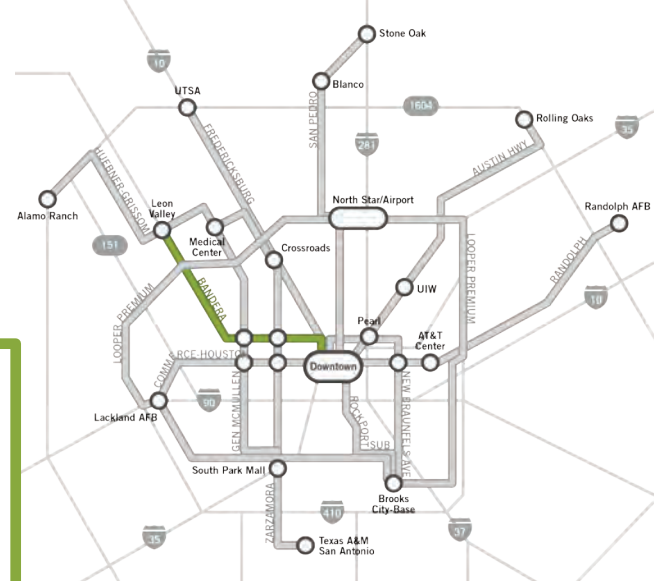 Stone Oak
10
281
Blanco
UTSA
1604
Rolling Oaks
35
SAN PEDRO
FREDERICKSBURG
281
AUSTIN HWY
HUEBNER-GRISSOM
Leon
Valley
North Star/Airport
Randolph AFB
Alamo Ranch
151
Medical
Center
Crossroads
LOOPER PREMIUM
RANDOLPH
UIW
10
BANDERA
LOOPER PREMIUM
Pearl
AT&T
Center
COMMERCE-HOUSTON
Downtown
Lackland AFB
90
GEN MCMULLEN
ROCKPORT
NEW BRAUNFELS AVE
SUB
South Park Mall
Brooks
City-Base
ZARZAMORA
410
35
37
Texas A&M
San Antonio